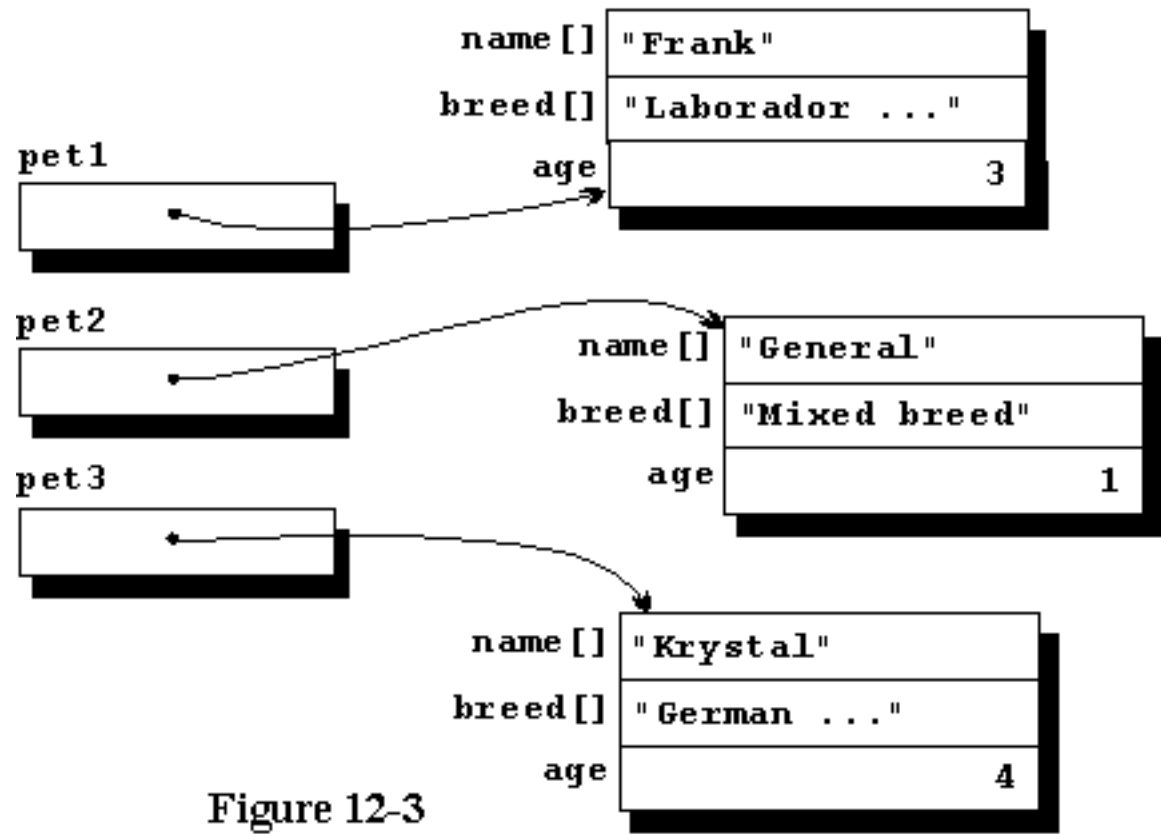 name[] "Frank"
breed[] "Laborador ..."
pet1
age 3
pet2
name[] "General"
breed[] "Mixed breed"
pet3
age 1
name[] "Krystal"
breed[] "German ..."
age 4
Figure 12-3